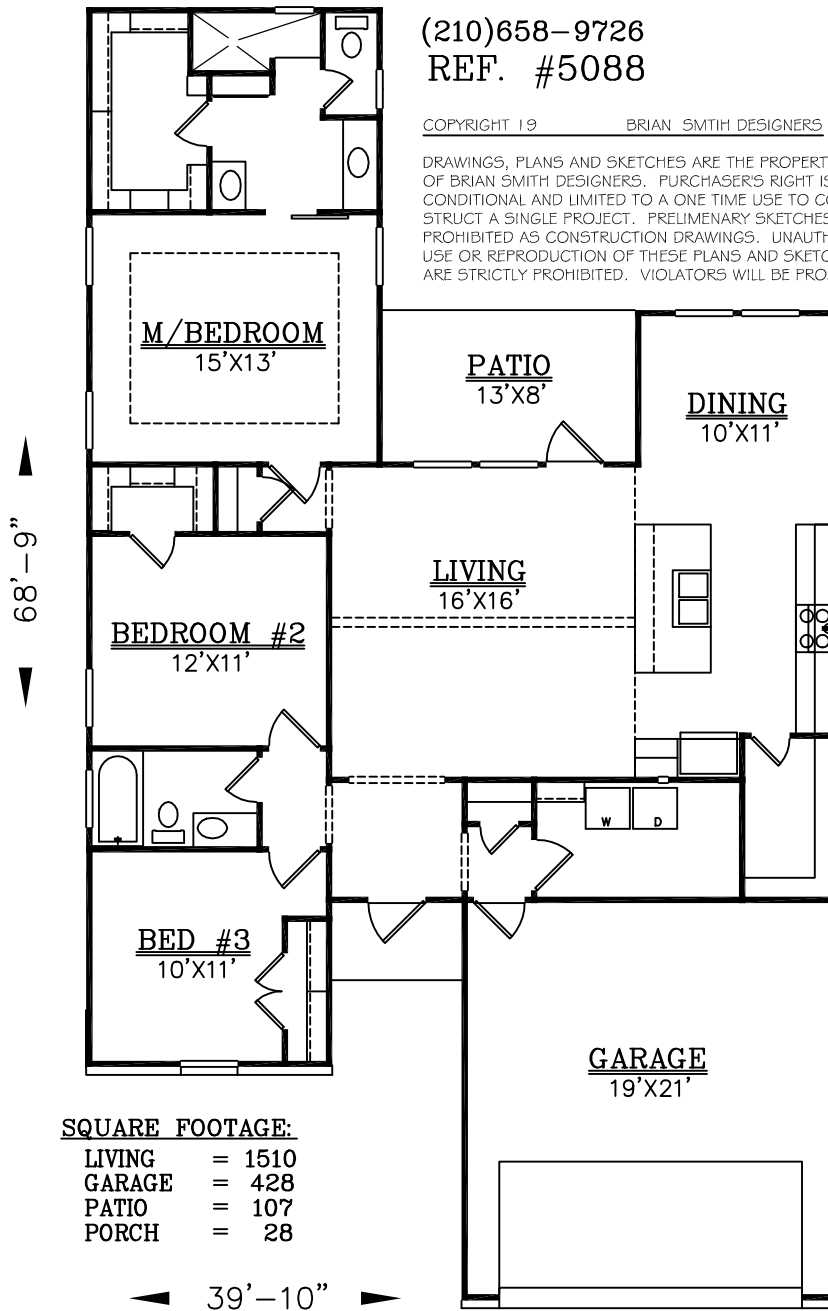 (210)658-9726
REF. #5088
COPYRIGHT 19 BRIAN SMTIH DESIGNERS
DRAWINGS, PLANS AND SKETCHES ARE THE PROPERT
OF BRIAN SMITH DESIGNERS. PURCHASER'S RIGHT IS
CONDITIONAL AND LIMITED TO A ONE TIME USE TO CO
STRUCT A SINGLE PROJECT. PRELIMENARY SKETCHES
PROHIBITED AS CONSTRUCTION DRAWINGS. UNAUTH
USE OR REPRODUCTION OF THESE PLANS AND SKETC
ARE STRICTLY PROHIBITED. VIOLATORS WILL BE PRO
M/BEDROOM
15'X13'
PATIO
13'X8'
DINING
10'X11'
68'-9"
LIVING
16'X16'
BEDROOM #2
12'X11'
W D
BED #3
10'X11'
GARAGE
19'X21'
SQUARE FOOTAGE:
LIVING = 1510
GARAGE = 428
PATIO = 107
PORCH = 28
39'-10"